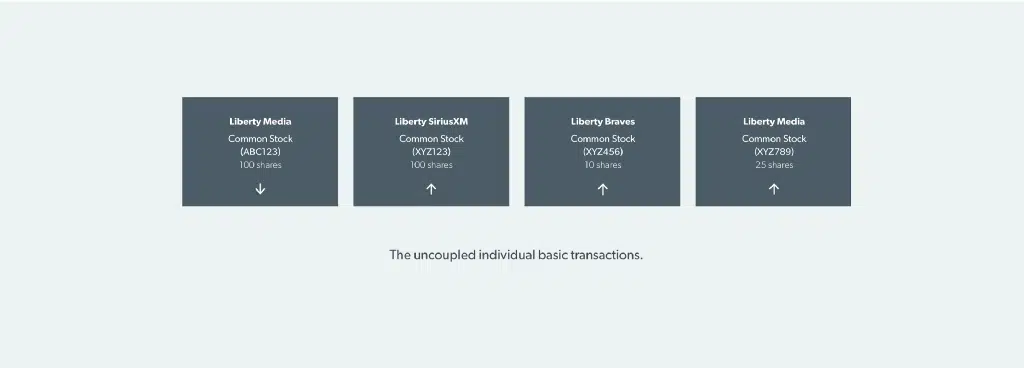 Liberty Media
Common Stock
(ABC123)
100 shares
Liberty SiriusXM
Common Stock
(XYZ123)
100 shares
Liberty Braves
Common Stock
(XYZ456)
10 shares
Liberty Media
Common Stock
(XYZ789)
25 shares
The uncoupled individual basic transactions.